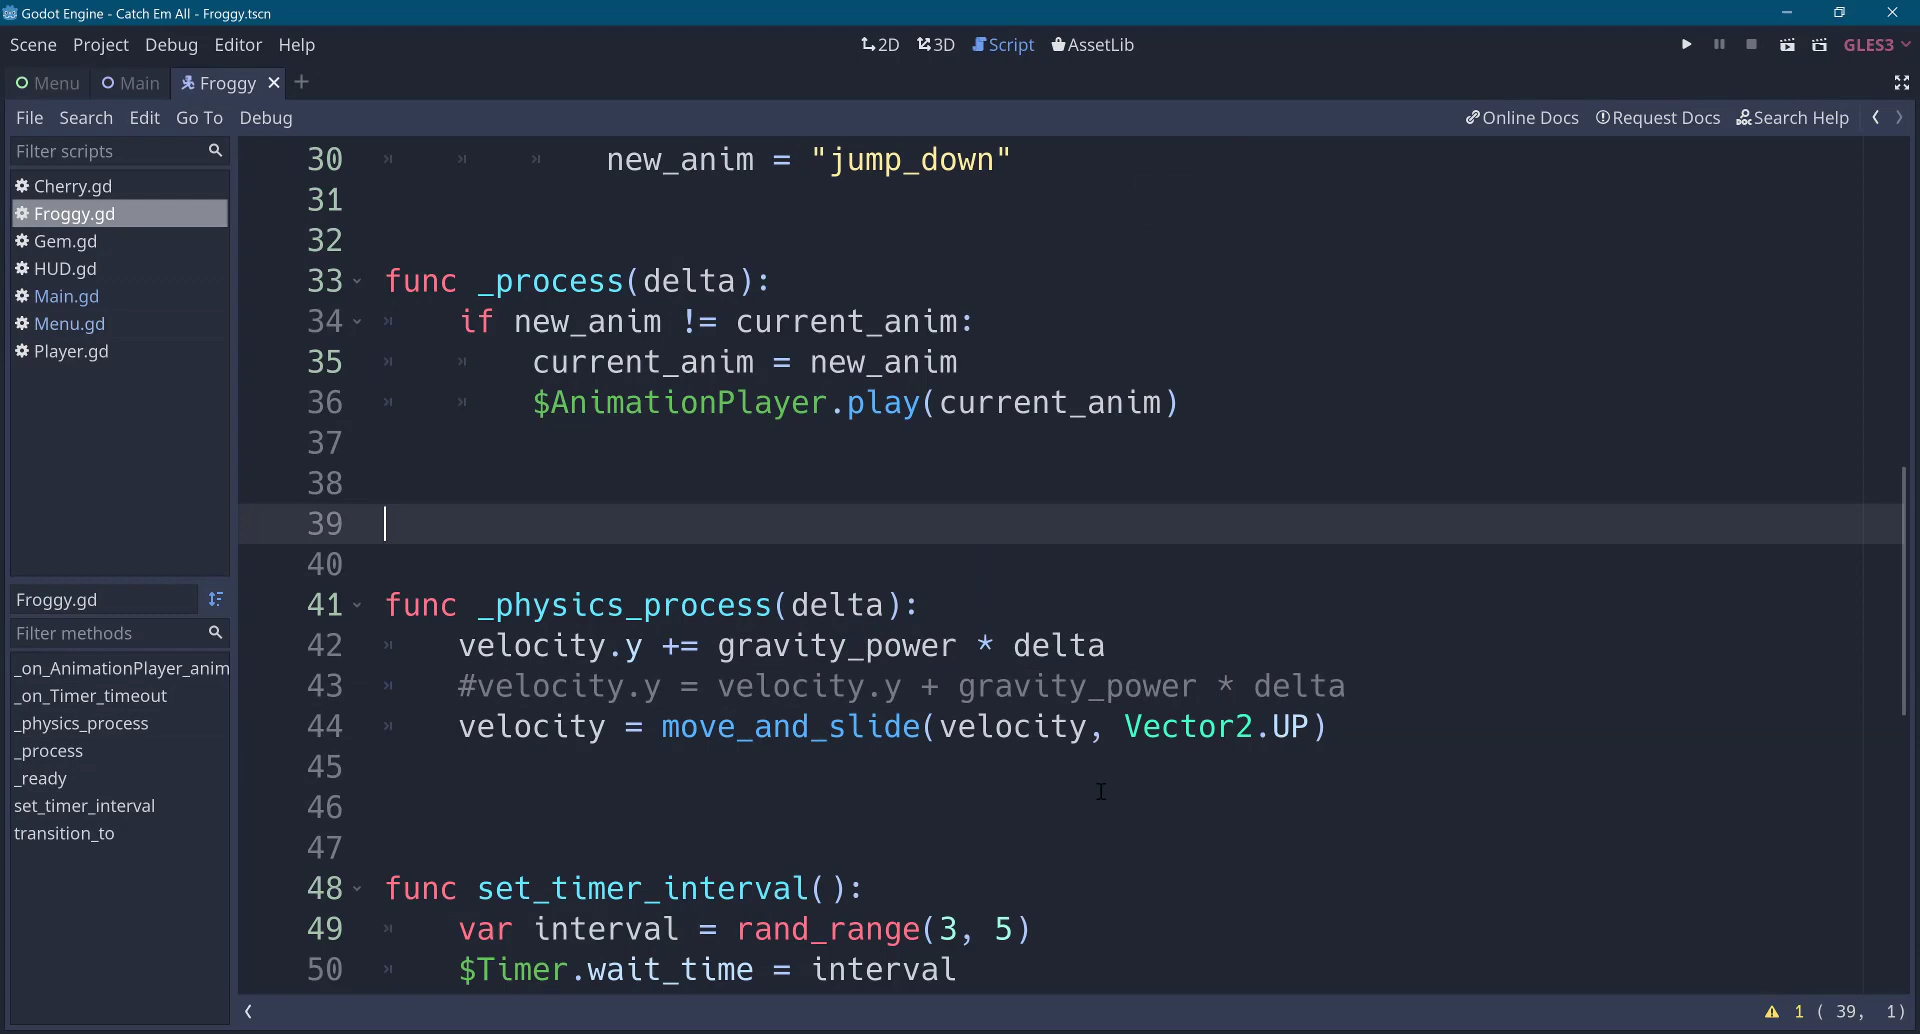 Godot Engine - Catch Em All - Froggy.tscn
Scene Project Debug Editor Help
2D 3D Script AssetLib
GLES3
Menu Main Froggy
File Search Edit Go To Debug
Online Docs Request Docs Search Help
Filter scripts
Cherry.gd
Froggy.gd
Gem.gd
HUD.gd
Main.gd
Menu.gd
Player.gd
Froggy.gd
Filter methods
_on_AnimationPlayer_anim
_on_Timer_timeout
_physics_process
_process
_ready
set_timer_interval
transition_to
30 new_anim = "jump_down"
31
32
33 func _process(delta):
34 if new_anim != current_anim:
35 current_anim = new_anim
36 $AnimationPlayer.play(current_anim)
37
38
39
40
41 func _physics_process(delta):
42 velocity.y += gravity_power * delta
43 #velocity.y = velocity.y + gravity_power * delta
44 velocity = move_and_slide(velocity, Vector2.UP)
45
46
47
48 func set_timer_interval():
49 var interval = rand_range(3, 5)
50 $Timer.wait_time = interval
1 ( 39, 1)